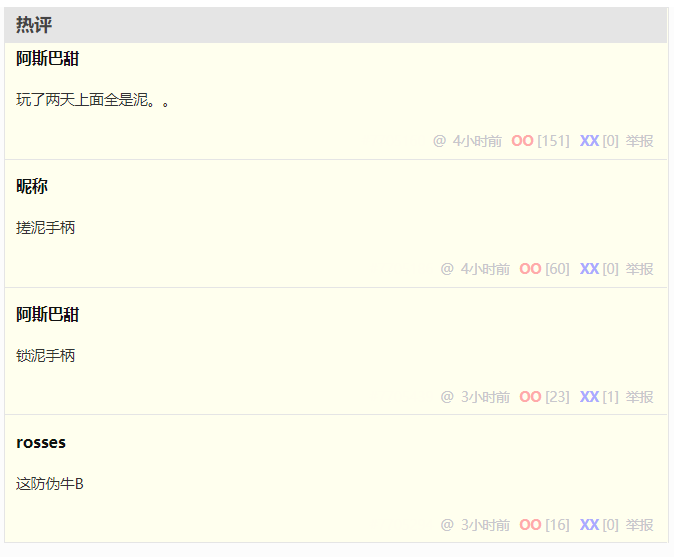 热评
阿斯巴甜
玩了两天上面全是泥。。
@ 4小时前 OO [151] XX [0] 举报
昵称
搓泥手柄
@ 4小时前 OO [60] XX [0] 举报
阿斯巴甜
锁泥手柄
@ 3小时前 OO [23] XX [1] 举报
rosses
这防伪牛B
@ 3小时前 OO [16] XX [0] 举报